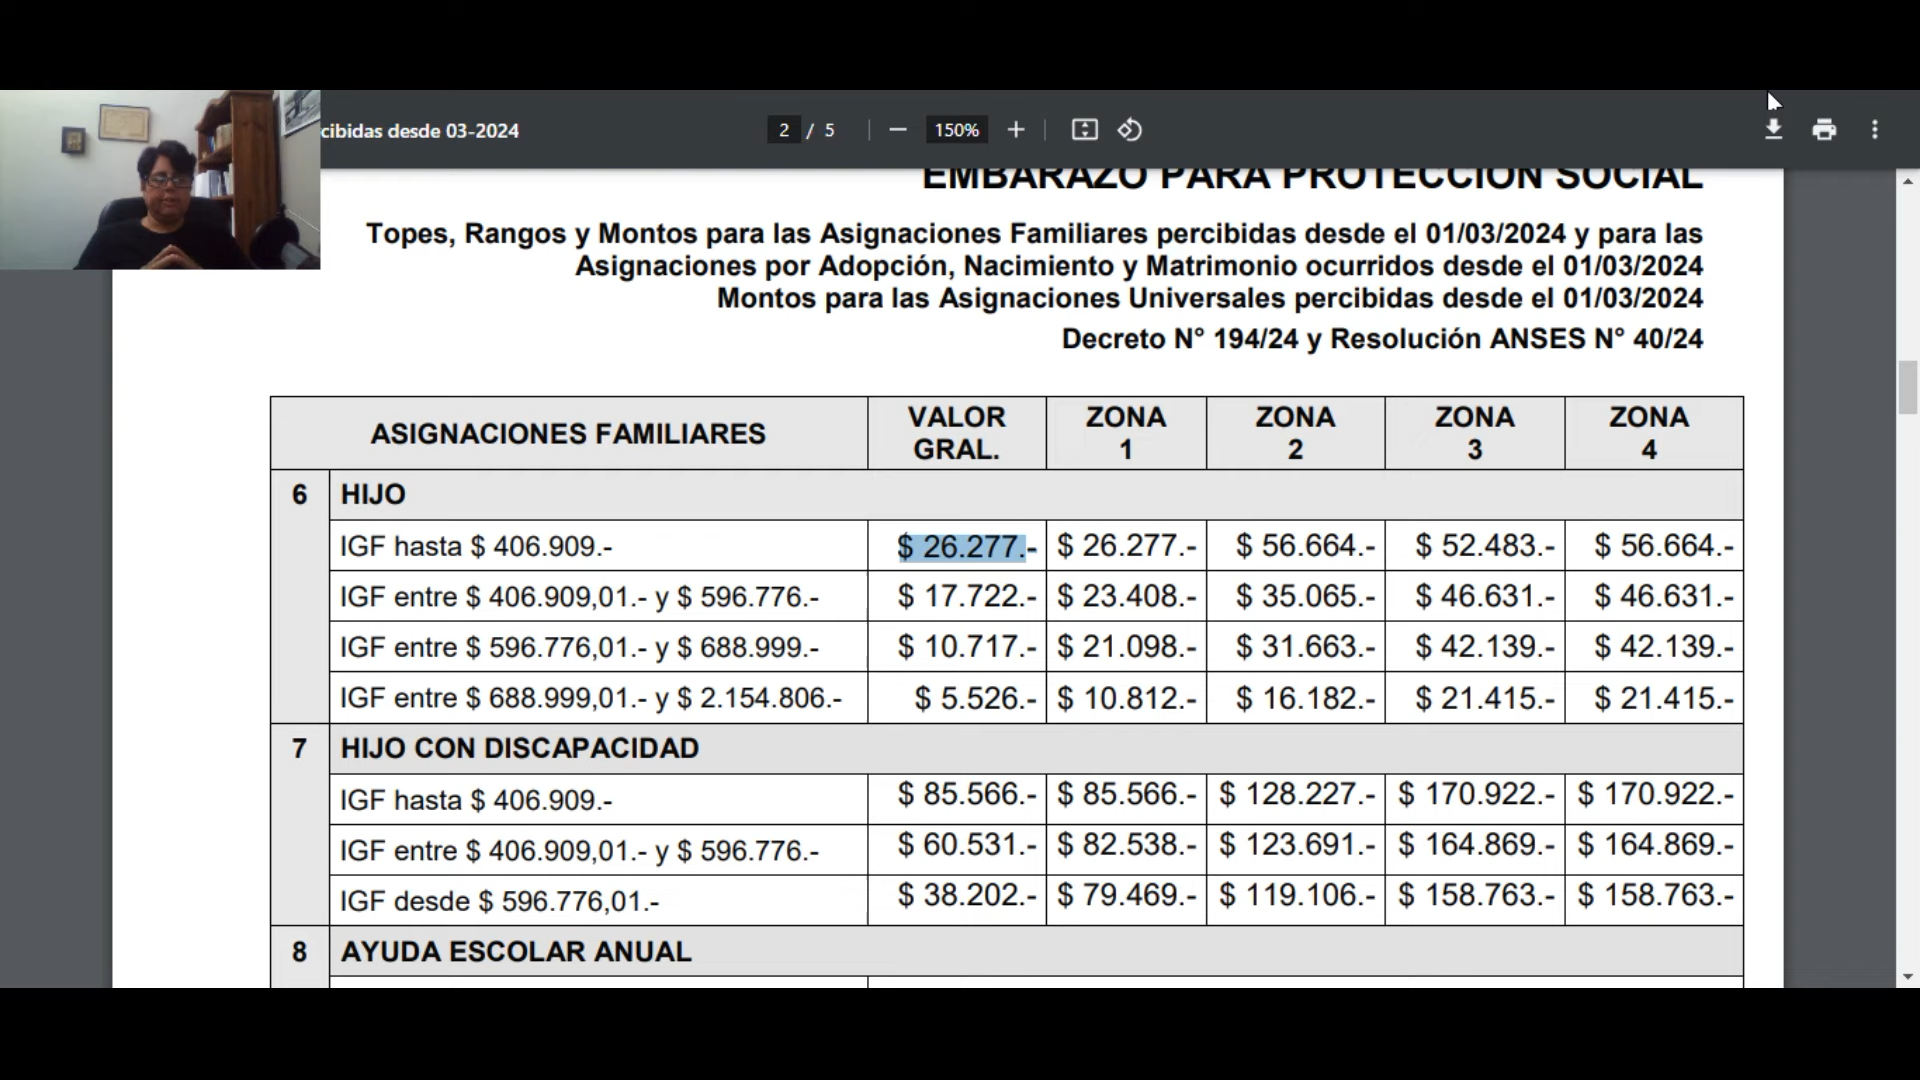 cibidas desde 03-2024
2 / 5
150%
EMBARAZO PARA PROTECCIÓN SOCIAL
Topes, Rangos y Montos para las Asignaciones Familiares percibidas desde el 01/03/2024 y para las
Asignaciones por Adopción, Nacimiento y Matrimonio ocurridos desde el 01/03/2024
Montos para las Asignaciones Universales percibidas desde el 01/03/2024
Decreto N° 194/24 y Resolución ANSES N° 40/24
ASIGNACIONES FAMILIARES VALOR GRAL. ZONA 1 ZONA 2 ZONA 3 ZONA 4
6 HIJO
IGF hasta $ 406.909.- $ 26.277.- $ 26.277.- $ 56.664.- $ 52.483.- $ 56.664.-
IGF entre $ 406.909,01.- y $ 596.776.- $ 17.722.- $ 23.408.- $ 35.065.- $ 46.631.- $ 46.631.-
IGF entre $ 596.776,01.- y $ 688.999.- $ 10.717.- $ 21.098.- $ 31.663.- $ 42.139.- $ 42.139.-
IGF entre $ 688.999,01.- y $ 2.154.806.- $ 5.526.- $ 10.812.- $ 16.182.- $ 21.415.- $ 21.415.-
7 HIJO CON DISCAPACIDAD
IGF hasta $ 406.909.- $ 85.566.- $ 85.566.- $ 128.227.- $ 170.922.- $ 170.922.-
IGF entre $ 406.909,01.- y $ 596.776.- $ 60.531.- $ 82.538.- $ 123.691.- $ 164.869.- $ 164.869.-
IGF desde $ 596.776,01.- $ 38.202.- $ 79.469.- $ 119.106.- $ 158.763.- $ 158.763.-
8 AYUDA ESCOLAR ANUAL